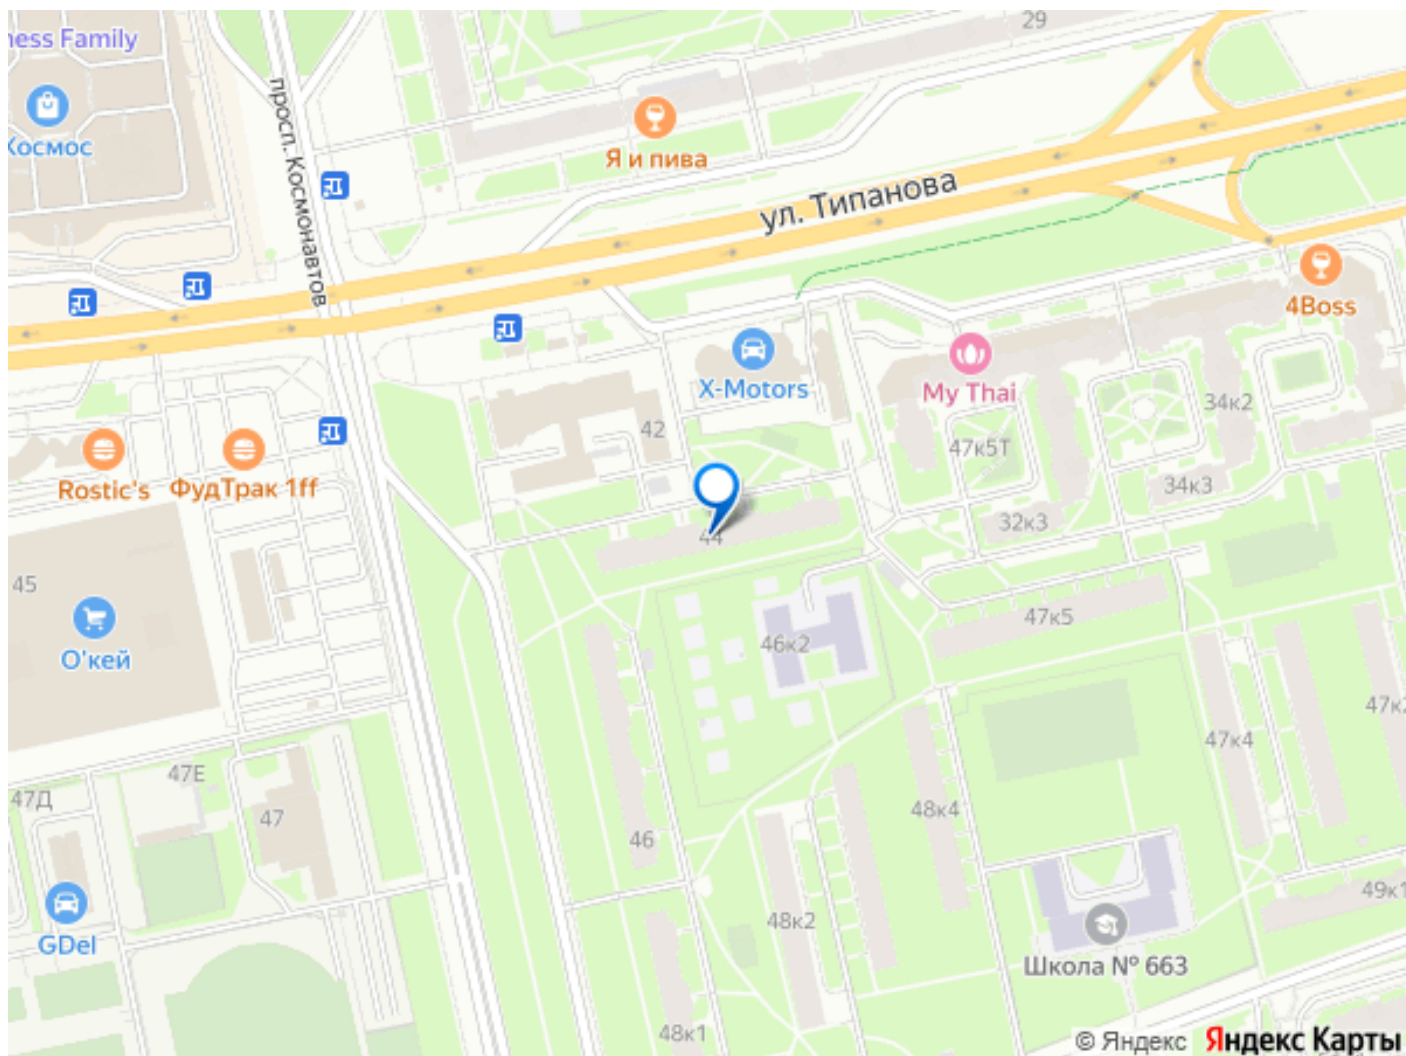 29
ness Family
Космос
просп. Космонавтов
Я и пива
ул. Типанова
4Boss
X-Motors
My Thai
34к2
42
47к5Т
Rostic's
ФудТрак 1ff
34к3
32к3
44
45
47к5
О'кей
46к2
47к2
47к4
47Е
47Д
47
48к4
46
49к1
48к2
GDel
Школа № 663
48к1
© Яндекс Яндекс Карты